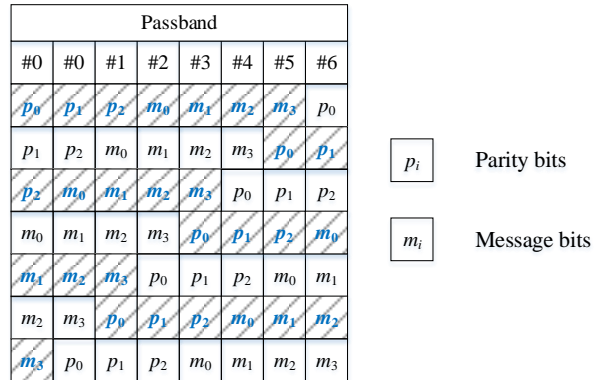 Passband
#0 #0 #1 #2 #3 #4 #5 #6
p₀ p₁ p₂ m₀ m₁ m₂ m₃ p₀
p₁ p₂ m₀ m₁ m₂ m₃ p₀ p₁
p₂ m₀ m₁ m₂ m₃ p₀ p₁ p₂
m₀ m₁ m₂ m₃ p₀ p₁ p₂ m₀
m₁ m₂ m₃ p₀ p₁ p₂ m₀ m₁
m₂ m₃ p₀ p₁ p₂ m₀ m₁ m₂
m₃ p₀ p₁ p₂ m₀ m₁ m₂ m₃
pᵢ Parity bits
mᵢ Message bits